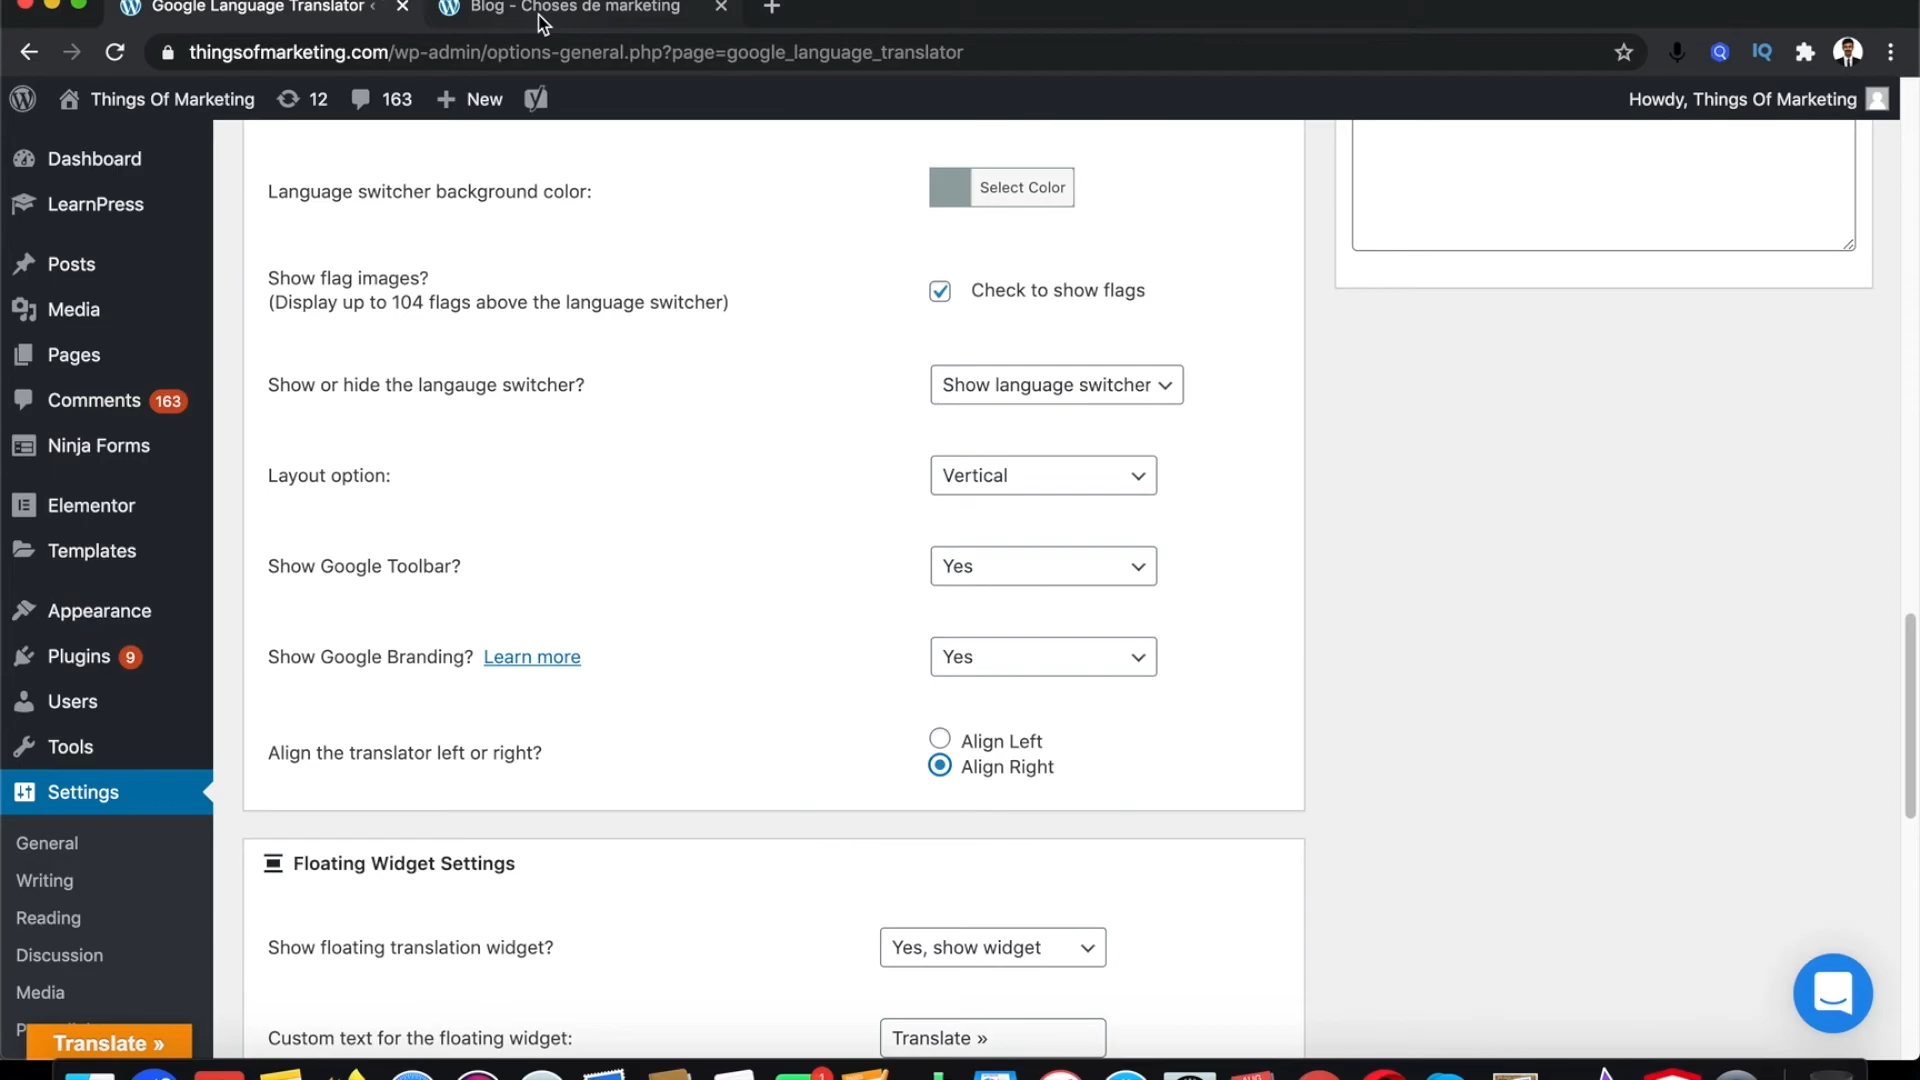 Google Language Translator ‹
Blog - Choses de marketing
thingsofmarketing.com/wp-admin/options-general.php?page=google_language_translator
Things Of Marketing
12
163
New
Howdy, Things Of Marketing
Dashboard
LearnPress
Posts
Media
Pages
Comments 163
Ninja Forms
Elementor
Templates
Appearance
Plugins 9
Users
Tools
Settings
General
Writing
Reading
Discussion
Media
Translate »
Language switcher background color:
Select Color
Show flag images?
(Display up to 104 flags above the language switcher)
Check to show flags
Show or hide the langauge switcher?
Show language switcher
Layout option:
Vertical
Show Google Toolbar?
Yes
Show Google Branding? Learn more
Yes
Align the translator left or right?
Align Left
Align Right
Floating Widget Settings
Show floating translation widget?
Yes, show widget
Custom text for the floating widget:
Translate »